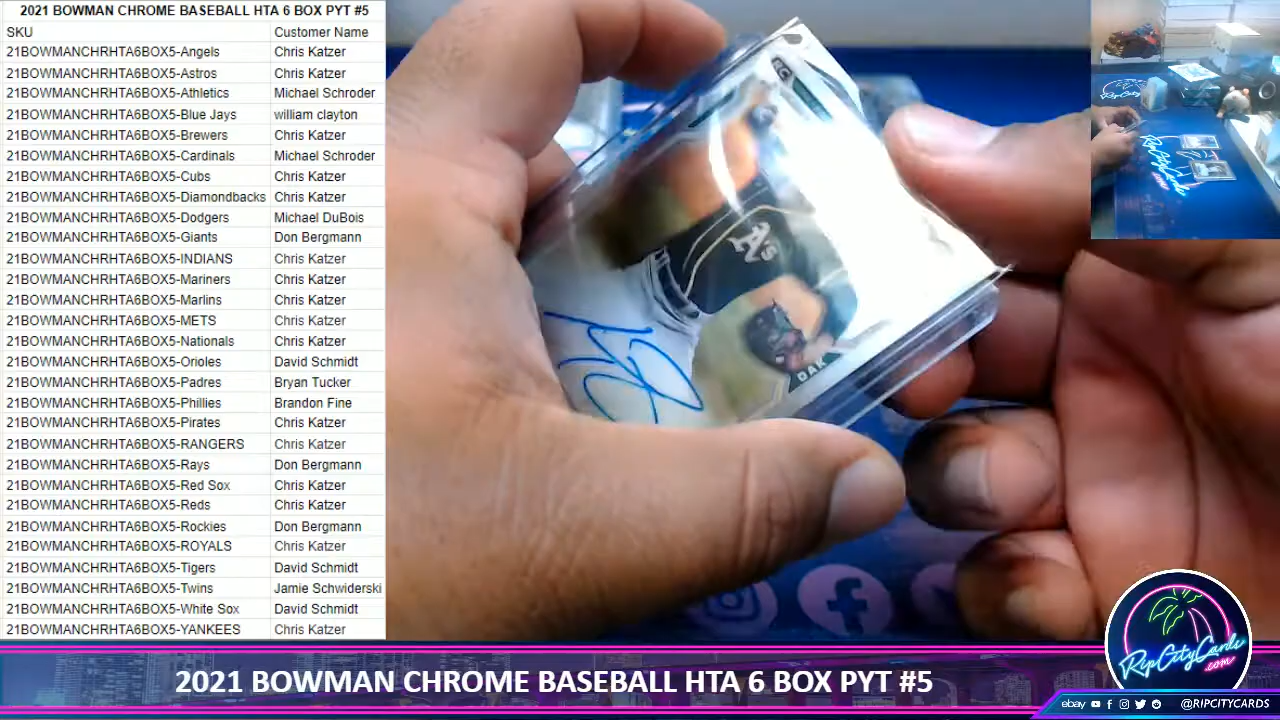 2021 BOWMAN CHROME BASEBALL HTA 6 BOX PYT #5
SKU Customer Name
21BOWMANCHRHTA6BOX5-Angels Chris Katzer
21BOWMANCHRHTA6BOX5-Astros Chris Katzer
21BOWMANCHRHTA6BOX5-Athletics Michael Schroder
21BOWMANCHRHTA6BOX5-Blue Jays william clayton
21BOWMANCHRHTA6BOX5-Brewers Chris Katzer
21BOWMANCHRHTA6BOX5-Cardinals Michael Schroder
21BOWMANCHRHTA6BOX5-Cubs Chris Katzer
21BOWMANCHRHTA6BOX5-Diamondbacks Chris Katzer
21BOWMANCHRHTA6BOX5-Dodgers Michael DuBois
21BOWMANCHRHTA6BOX5-Giants Don Bergmann
21BOWMANCHRHTA6BOX5-INDIANS Chris Katzer
21BOWMANCHRHTA6BOX5-Mariners Chris Katzer
21BOWMANCHRHTA6BOX5-Marlins Chris Katzer
21BOWMANCHRHTA6BOX5-METS Chris Katzer
21BOWMANCHRHTA6BOX5-Nationals Chris Katzer
21BOWMANCHRHTA6BOX5-Orioles David Schmidt
21BOWMANCHRHTA6BOX5-Padres Bryan Tucker
21BOWMANCHRHTA6BOX5-Phillies Brandon Fine
21BOWMANCHRHTA6BOX5-Pirates Chris Katzer
21BOWMANCHRHTA6BOX5-RANGERS Chris Katzer
21BOWMANCHRHTA6BOX5-Rays Don Bergmann
21BOWMANCHRHTA6BOX5-Red Sox Chris Katzer
21BOWMANCHRHTA6BOX5-Reds Chris Katzer
21BOWMANCHRHTA6BOX5-Rockies Don Bergmann
21BOWMANCHRHTA6BOX5-ROYALS Chris Katzer
21BOWMANCHRHTA6BOX5-Tigers David Schmidt
21BOWMANCHRHTA6BOX5-Twins Jamie Schwiderski
21BOWMANCHRHTA6BOX5-White Sox David Schmidt
21BOWMANCHRHTA6BOX5-YANKEES Chris Katzer
A's
OAK
RipCityCards
.com
RipCityCards
.com
2021 BOWMAN CHROME BASEBALL HTA 6 BOX PYT #5
ebay @RIPCITYCARDS